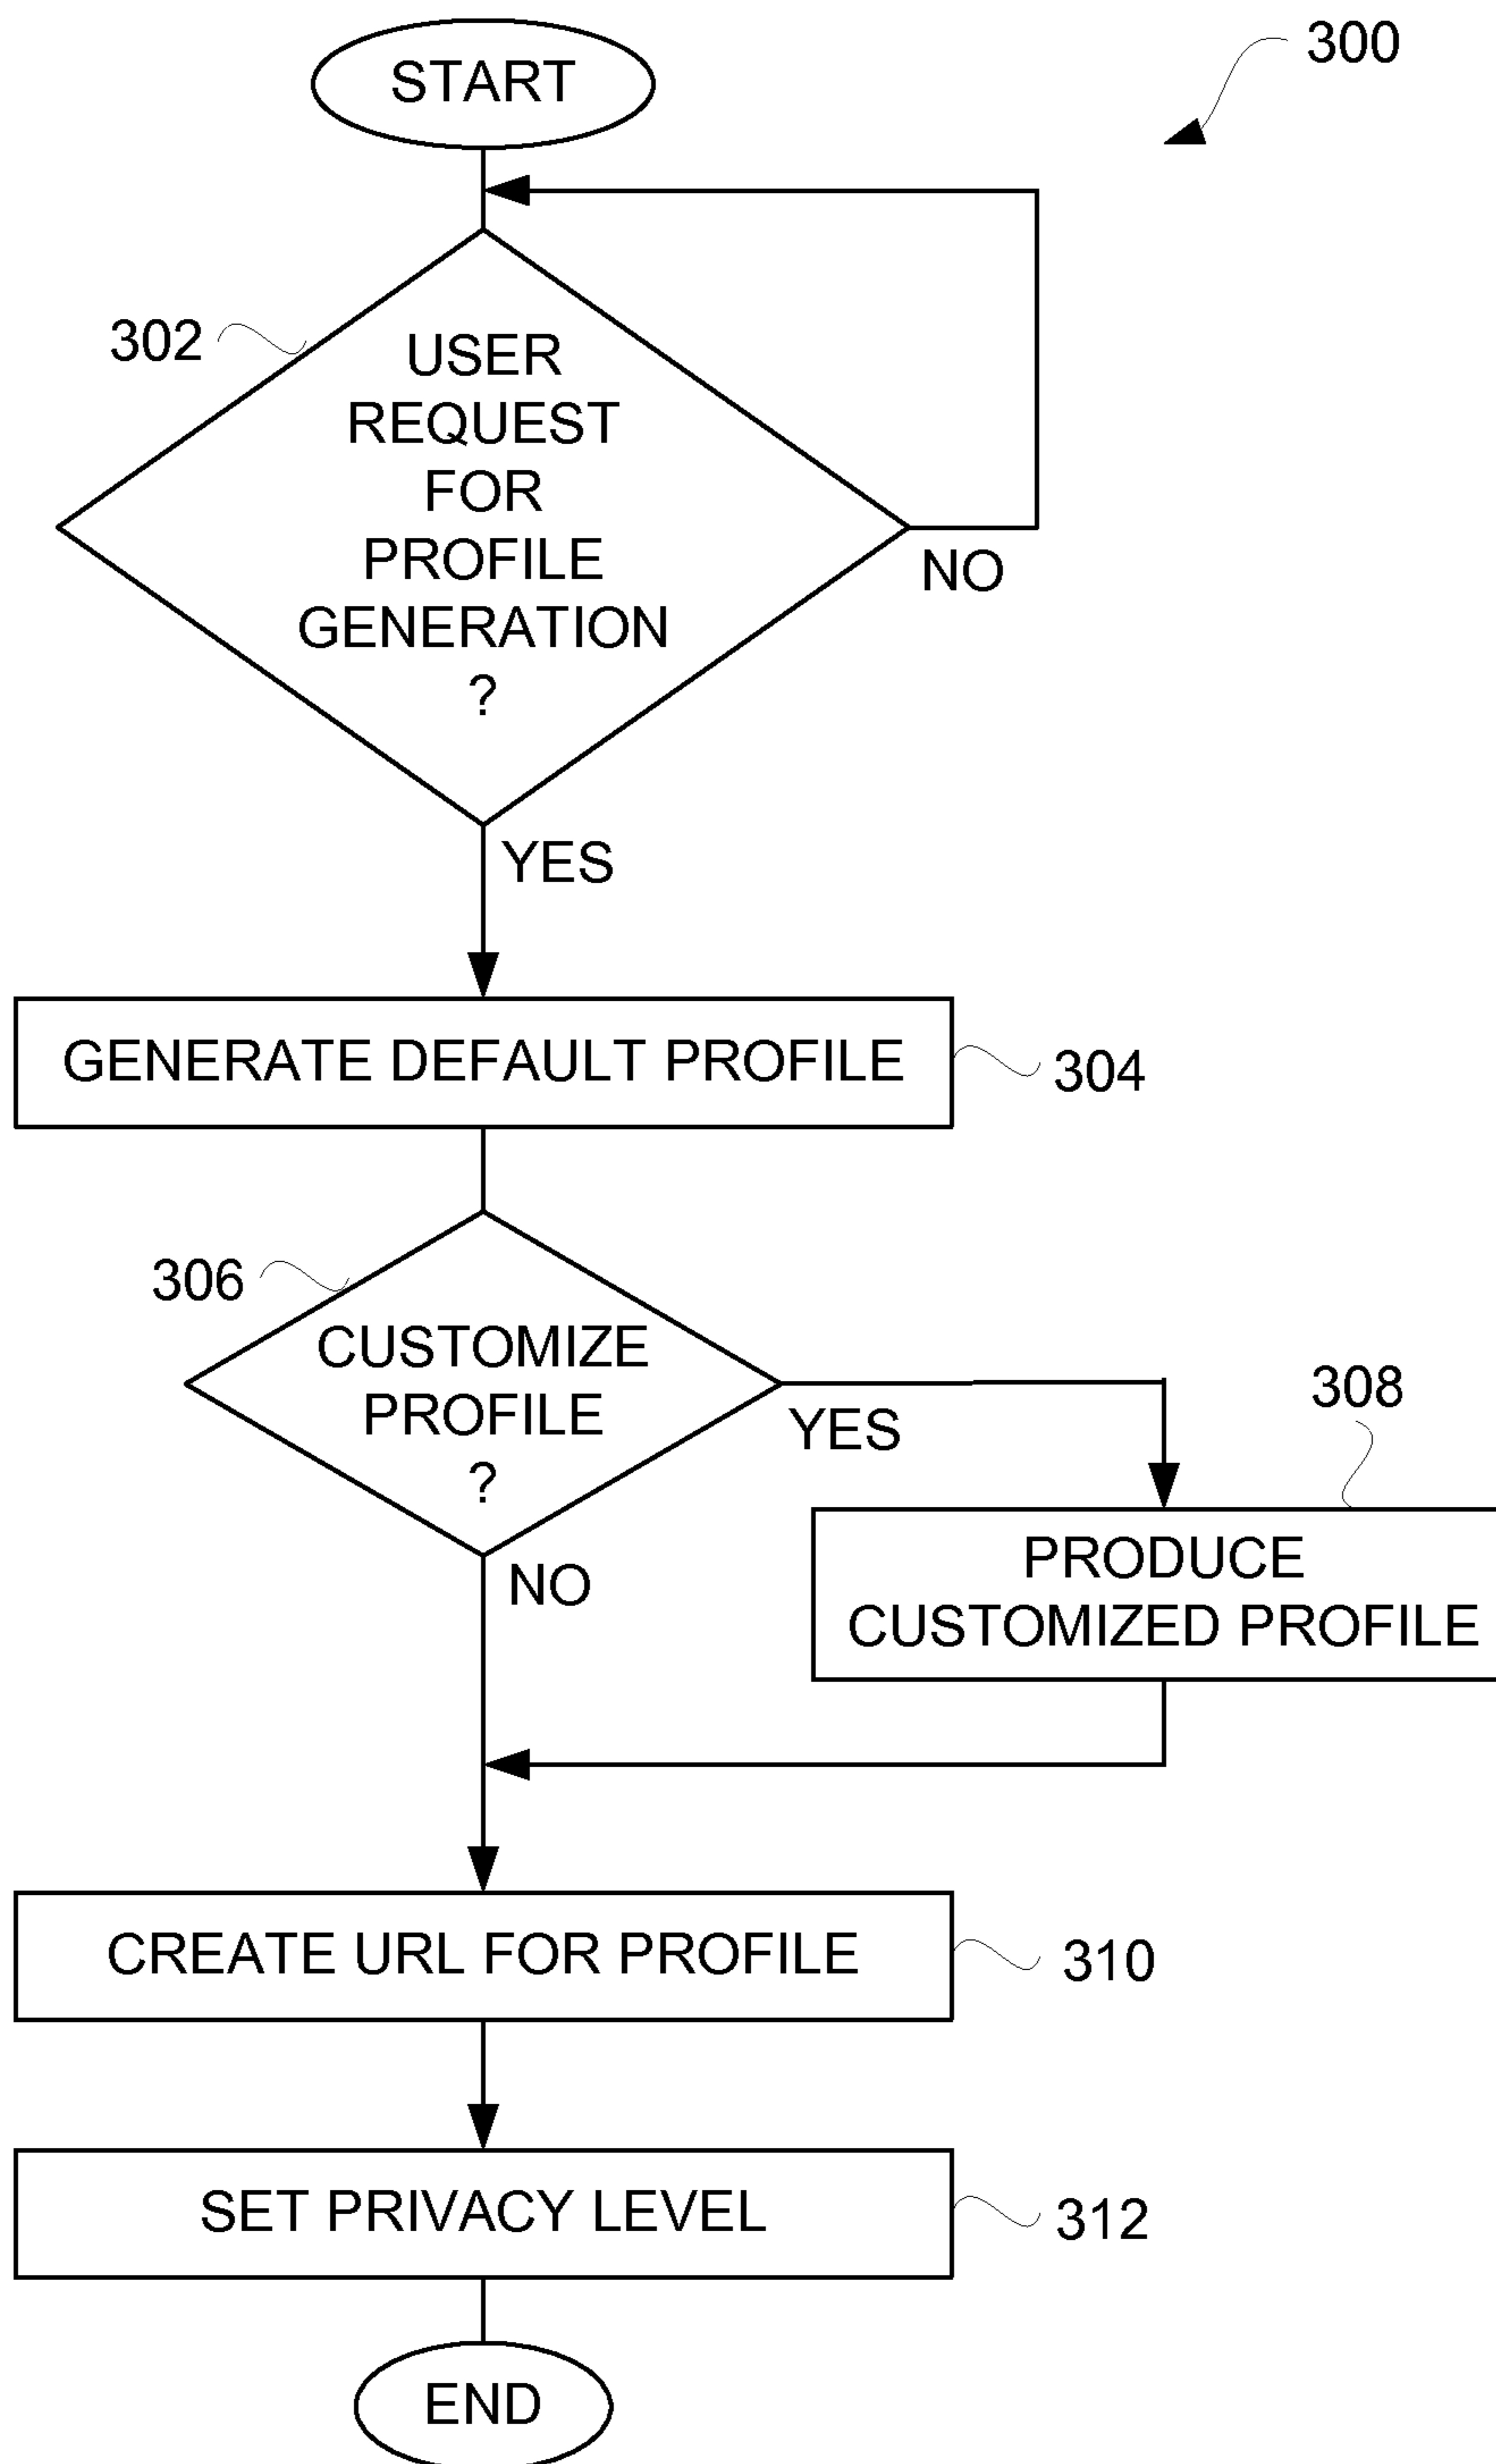 START
300
302
USER
REQUEST
FOR
PROFILE
GENERATION
?
NO
YES
GENERATE DEFAULT PROFILE
304
306
CUSTOMIZE
PROFILE
?
YES
308
NO
PRODUCE
CUSTOMIZED PROFILE
CREATE URL FOR PROFILE
310
SET PRIVACY LEVEL
312
END